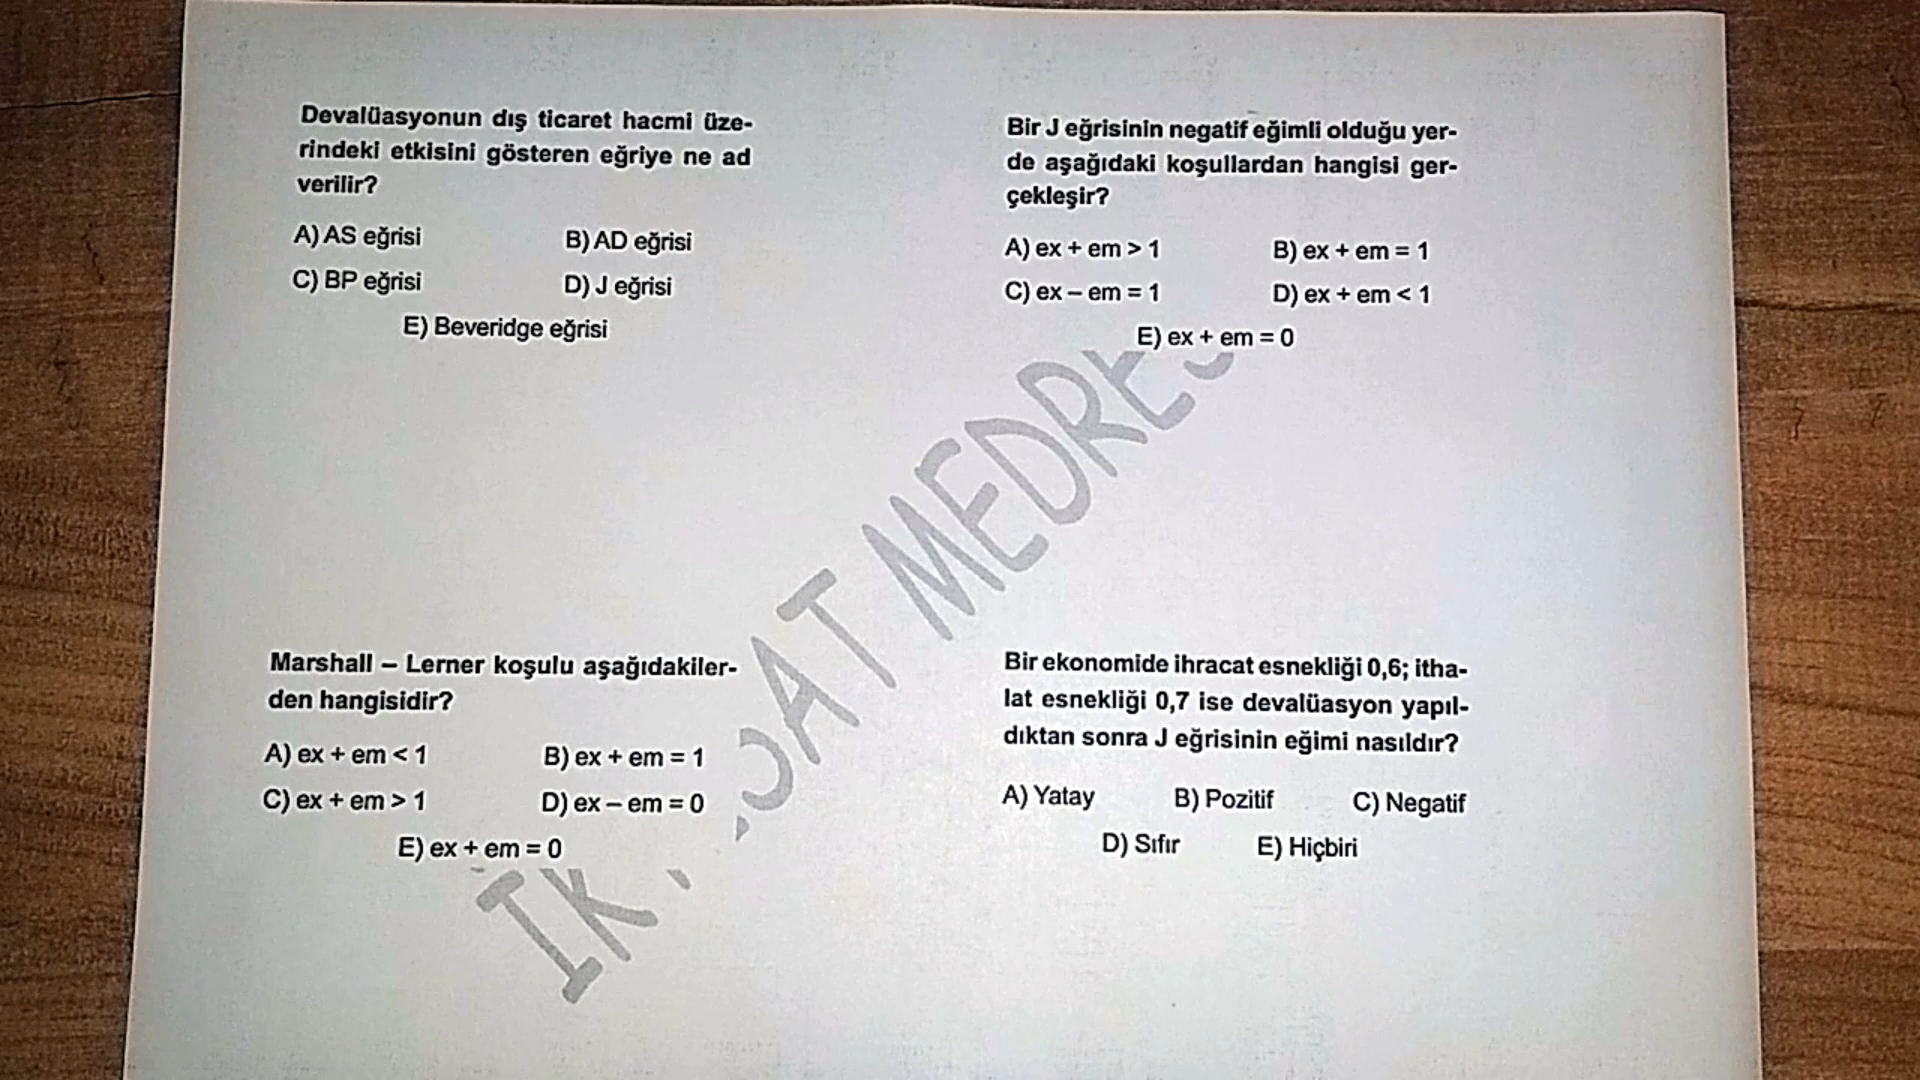 Devalüasyonun dış ticaret hacmi üze-
rindeki etkisini gösteren eğriye ne ad
verilir?
A) AS eğrisi
B) AD eğrisi
C) BP eğrisi
D) J eğrisi
E) Beveridge eğrisi
Bir J eğrisinin negatif eğimli olduğu yer-
de aşağıdaki koşullardan hangisi ger-
çekleşir?
A) ex + em > 1
B) ex + em = 1
C) ex – em = 1
D) ex + em < 1
E) ex + em = 0
Marshall – Lerner koşulu aşağıdakiler-
den hangisidir?
A) ex + em < 1
B) ex + em = 1
C) ex + em > 1
D) ex – em = 0
E) ex + em = 0
Bir ekonomide ihracat esnekliği 0,6; itha-
lat esnekliği 0,7 ise devalüasyon yapıl-
dıktan sonra J eğrisinin eğimi nasıldır?
A) Yatay
B) Pozitif
C) Negatif
D) Sıfır
E) Hiçbiri